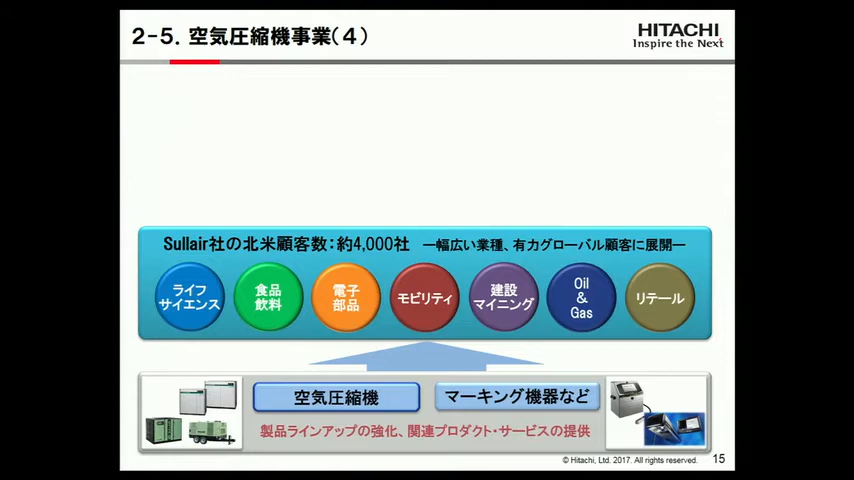 2-5. 空気圧縮機事業(4)
HITACHI
Inspire the Next
Sullair社の北米顧客数:約4,000社 ―幅広い業種、有力グローバル顧客に展開―
ライフ
サイエンス
食品
飲料
電子
部品
モビリティ
建設
マイニング
Oil
&
Gas
リテール
空気圧縮機
マーキング機器など
製品ラインアップの強化、関連プロダクト・サービスの提供
© Hitachi, Ltd. 2017. All rights reserved.
15